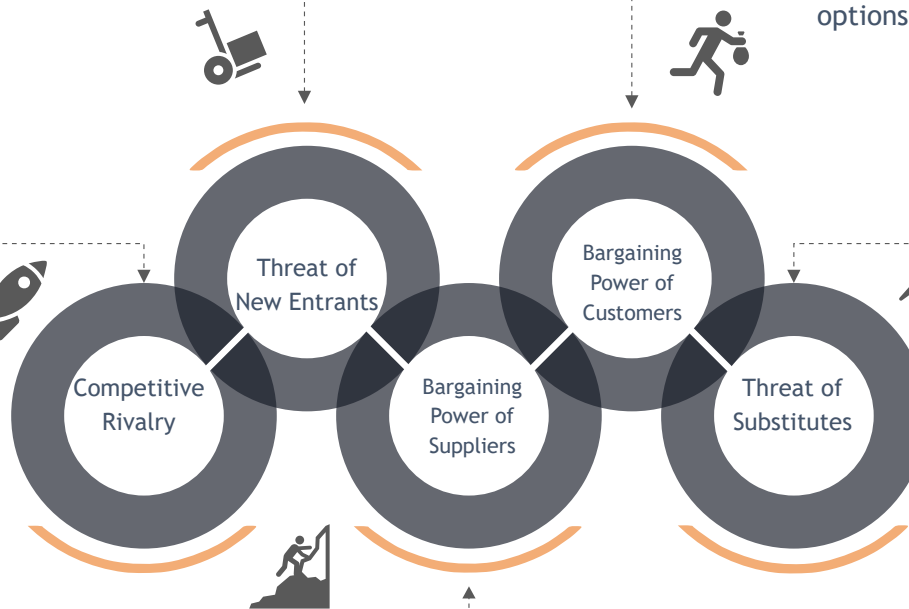 options
Threat of
New Entrants
Bargaining
Power of
Customers
Competitive
Rivalry
Bargaining
Power of
Suppliers
Threat of
Substitutes